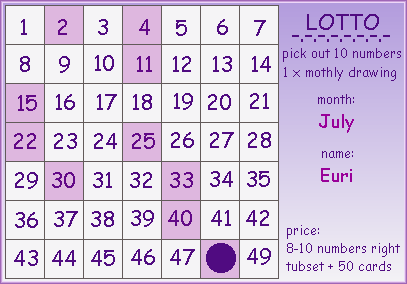 1 2 3 4 5 6 7
8 9 10 11 12 13 14
15 16 17 18 19 20 21
22 23 24 25 26 27 28
29 30 31 32 33 34 35
36 37 38 39 40 41 42
43 44 45 46 47 49
LOTTO
pick out 10 numbers
1 x mothly drawing
month:
July
name:
Euri
price:
8-10 numbers right
tubset + 50 cards